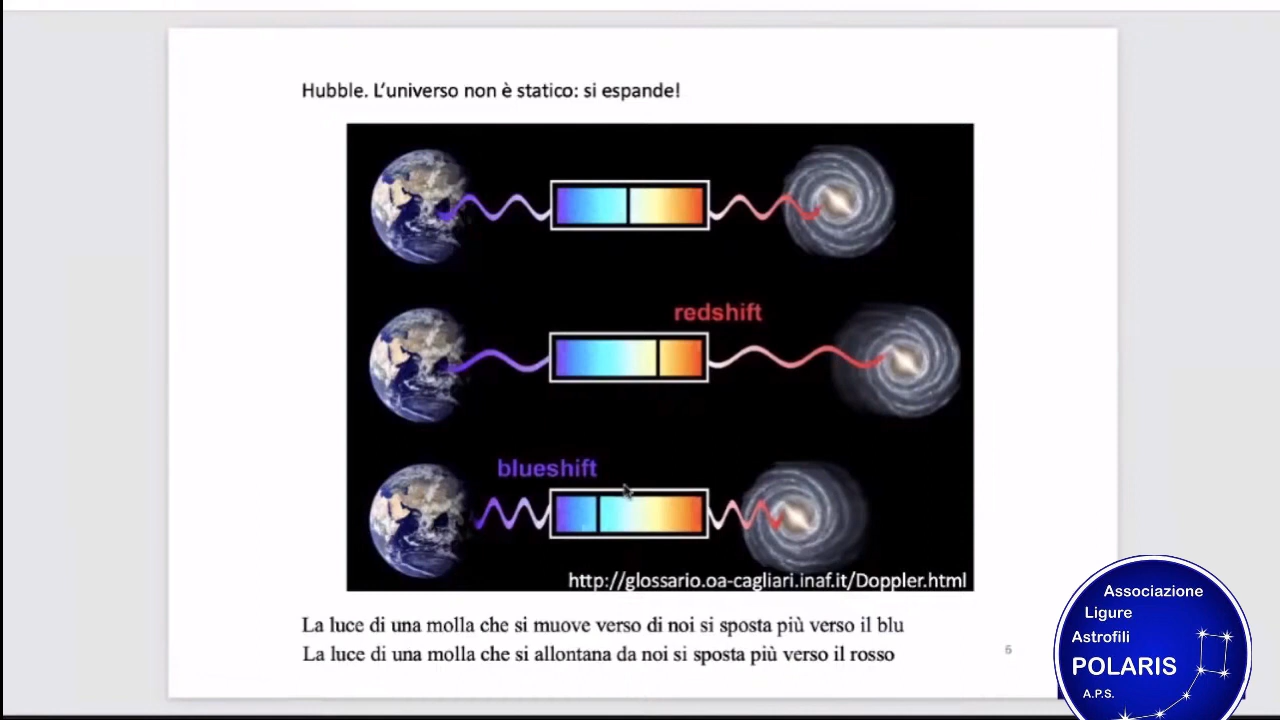 Hubble. L'universo non è statico: si espande!
redshift
blueshift
http://glossario.oa-cagliari.inaf.it/Doppler.html
La luce di una molla che si muove verso di noi si sposta più verso il blu
La luce di una molla che si allontana da noi si sposta più verso il rosso
6
Associazione
Ligure
Astrofili
POLARIS
A.P.S.